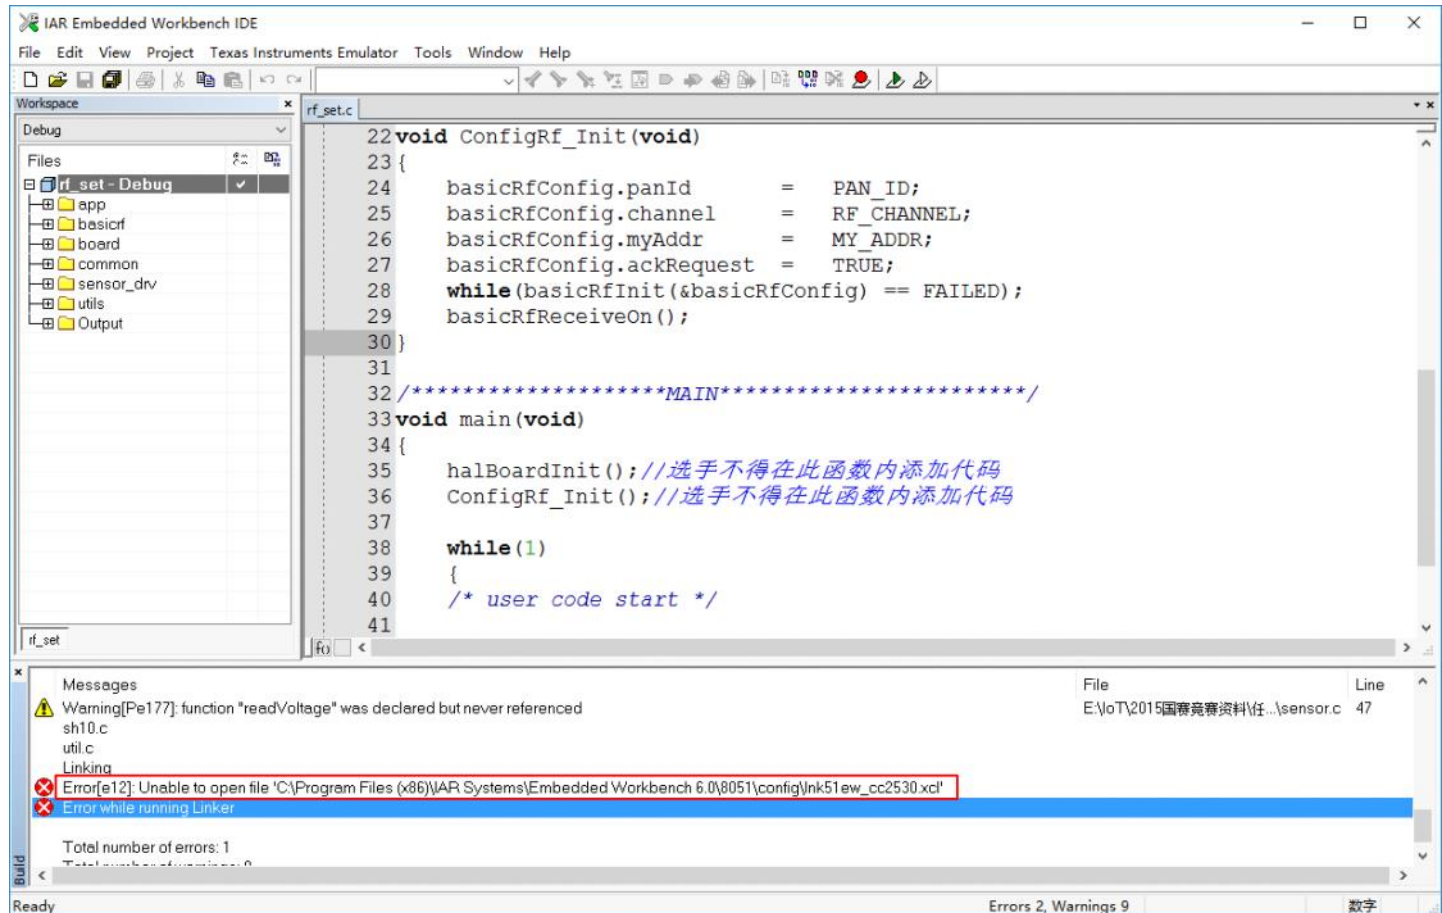 IAR Embedded Workbench IDE
File Edit View Project Texas Instruments Emulator Tools Window Help
Workspace
rf_set.c
Debug
Files
rf_set - Debug
app
basicrf
board
common
sensor_drv
utils
Output
rf_set
22 void ConfigRf_Init(void)
23 {
24 basicRfConfig.panId = PAN_ID;
25 basicRfConfig.channel = RF_CHANNEL;
26 basicRfConfig.myAddr = MY_ADDR;
27 basicRfConfig.ackRequest = TRUE;
28 while(basicRfInit(&basicRfConfig) == FAILED);
29 basicRfReceiveOn();
30 }
31
32 /********************MAIN************************/
33 void main(void)
34 {
35 halBoardInit();//选手不得在此函数内添加代码
36 ConfigRf_Init();//选手不得在此函数内添加代码
37
38 while(1)
39 {
40 /* user code start */
41
f()
Messages File Line
Warning[Pe177]: function "readVoltage" was declared but never referenced E:\IoT\2015国赛竞赛资料\任...\sensor.c 47
sh10.c
util.c
Linking
Error[e12]: Unable to open file 'C:\Program Files (x86)\IAR Systems\Embedded Workbench 6.0\8051\config\lnk51ew_cc2530.xcl'
Error while running Linker
Total number of errors: 1
Total number of warnings: 9
Build
Ready Errors 2, Warnings 9 数字